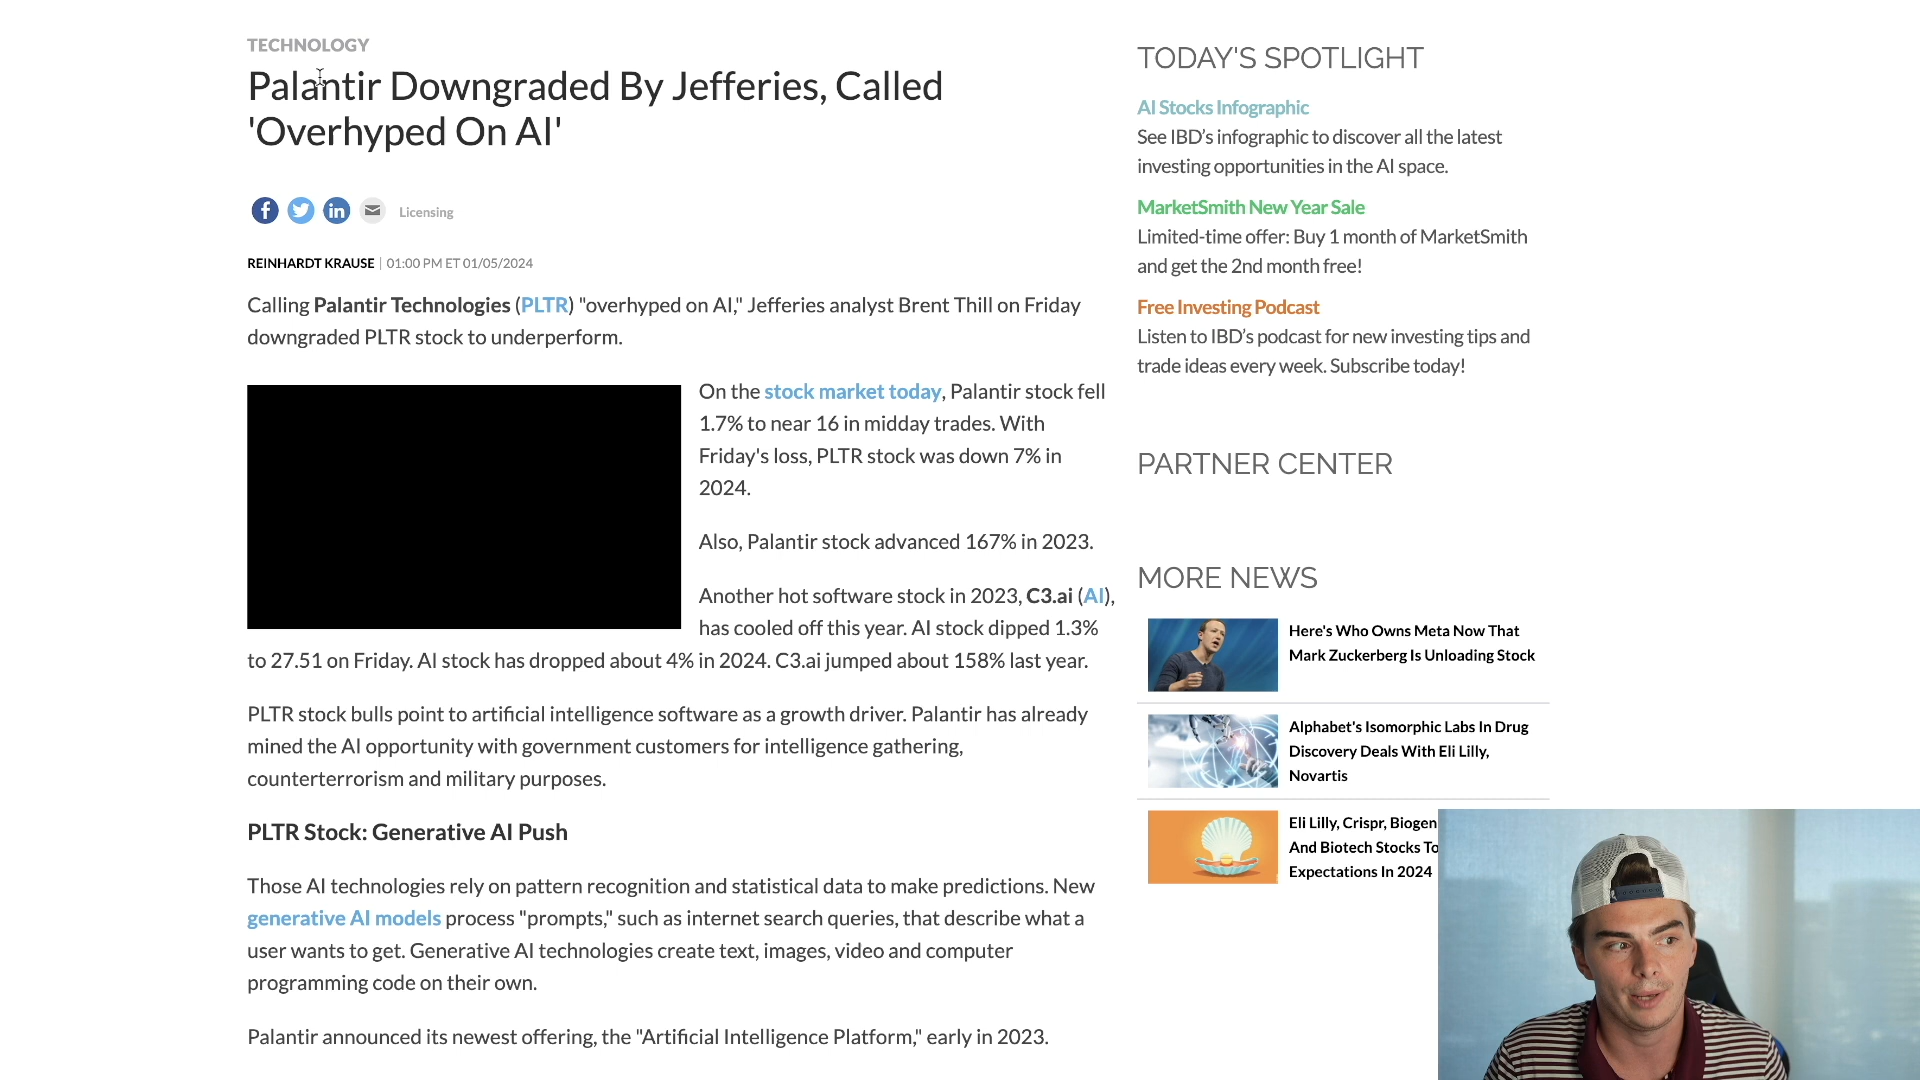 TECHNOLOGY
Palantir Downgraded By Jefferies, Called
'Overhyped On AI'
Licensing
REINHARDT KRAUSE | 01:00 PM ET 01/05/2024
Calling Palantir Technologies (PLTR) "overhyped on AI," Jefferies analyst Brent Thill on Friday
downgraded PLTR stock to underperform.
On the stock market today, Palantir stock fell
1.7% to near 16 in midday trades. With
Friday's loss, PLTR stock was down 7% in
2024.
Also, Palantir stock advanced 167% in 2023.
Another hot software stock in 2023, C3.ai (AI),
has cooled off this year. AI stock dipped 1.3%
to 27.51 on Friday. AI stock has dropped about 4% in 2024. C3.ai jumped about 158% last year.
PLTR stock bulls point to artificial intelligence software as a growth driver. Palantir has already
mined the AI opportunity with government customers for intelligence gathering,
counterterrorism and military purposes.
PLTR Stock: Generative AI Push
Those AI technologies rely on pattern recognition and statistical data to make predictions. New
generative AI models process "prompts," such as internet search queries, that describe what a
user wants to get. Generative AI technologies create text, images, video and computer
programming code on their own.
Palantir announced its newest offering, the "Artificial Intelligence Platform," early in 2023.
TODAY'S SPOTLIGHT
AI Stocks Infographic
See IBD's infographic to discover all the latest
investing opportunities in the AI space.
MarketSmith New Year Sale
Limited-time offer: Buy 1 month of MarketSmith
and get the 2nd month free!
Free Investing Podcast
Listen to IBD's podcast for new investing tips and
trade ideas every week. Subscribe today!
PARTNER CENTER
MORE NEWS
Here's Who Owns Meta Now That
Mark Zuckerberg Is Unloading Stock
Alphabet's Isomorphic Labs In Drug
Discovery Deals With Eli Lilly,
Novartis
Eli Lilly, Crispr, Biogen
And Biotech Stocks To
Expectations In 2024